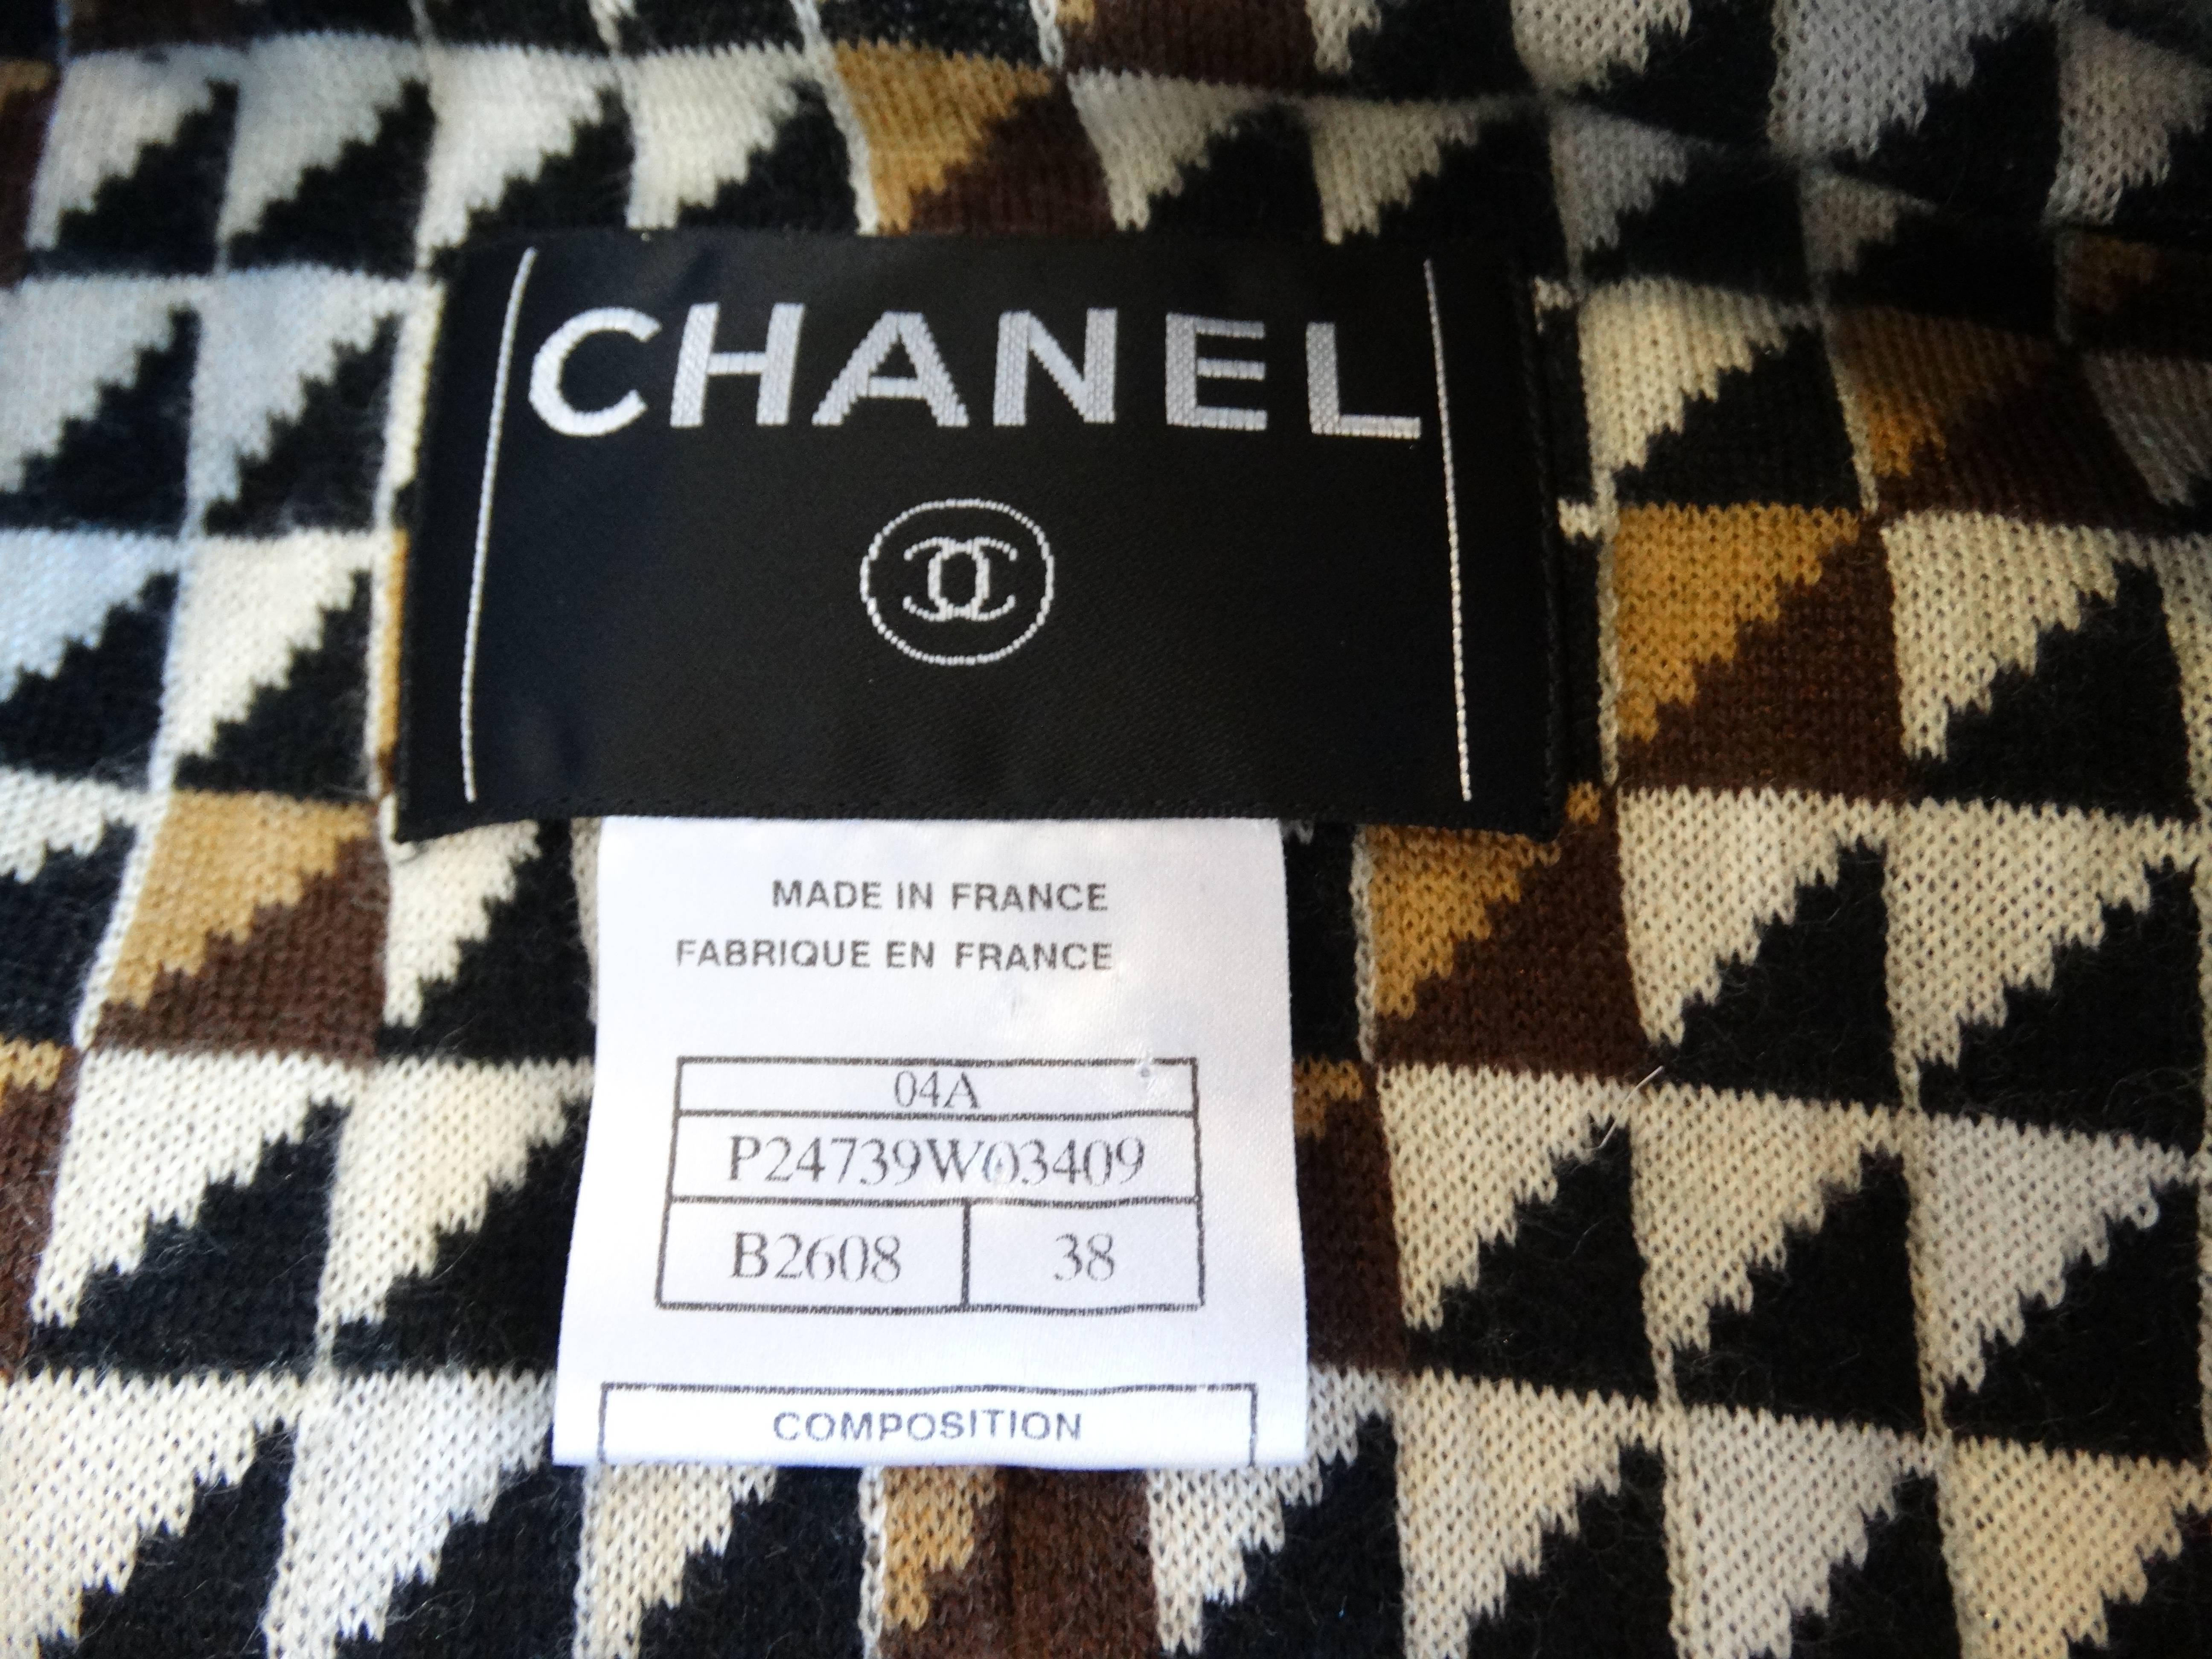 CHANEL
MADE IN FRANCE
FABRIQUE EN FRANCE
04A
P24739W03409
B2608 38
COMPOSITION